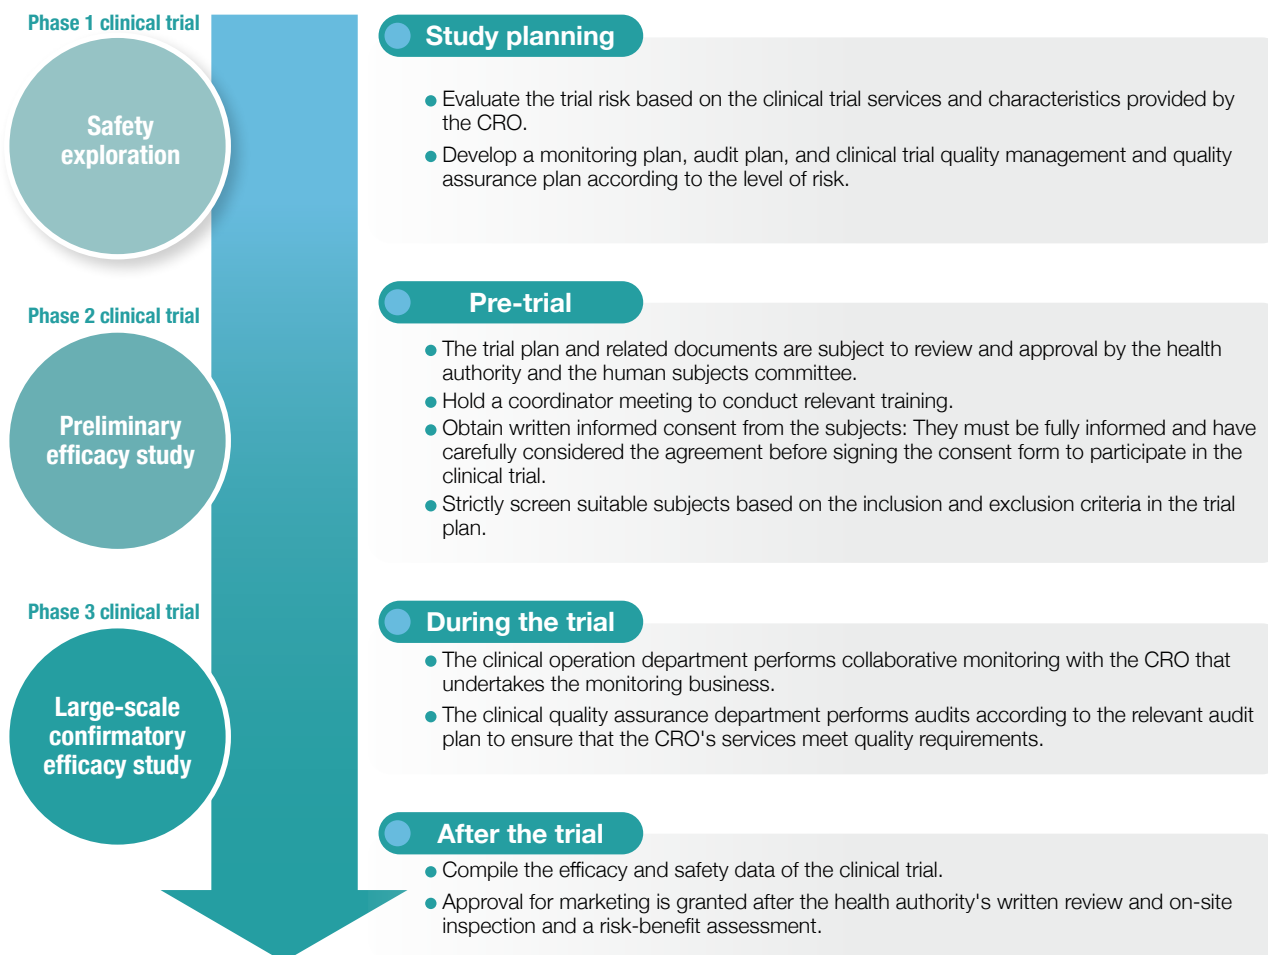 Phase 1 clinical trial
Safety
exploration
Phase 2 clinical trial
Preliminary
efficacy study
Phase 3 clinical trial
Large-scale
confirmatory
efficacy study
Study planning
Evaluate the trial risk based on the clinical trial services and characteristics provided by
the CRO.
Develop a monitoring plan, audit plan, and clinical trial quality management and quality
assurance plan according to the level of risk.
Pre-trial
The trial plan and related documents are subject to review and approval by the health
authority and the human subjects committee.
Hold a coordinator meeting to conduct relevant training.
Obtain written informed consent from the subjects: They must be fully informed and have
carefully considered the agreement before signing the consent form to participate in the
clinical trial.
Strictly screen suitable subjects based on the inclusion and exclusion criteria in the trial
plan.
During the trial
The clinical operation department performs collaborative monitoring with the CRO that
undertakes the monitoring business.
The clinical quality assurance department performs audits according to the relevant audit
plan to ensure that the CRO's services meet quality requirements.
After the trial
Compile the efficacy and safety data of the clinical trial.
Approval for marketing is granted after the health authority's written review and on-site
inspection and a risk-benefit assessment.